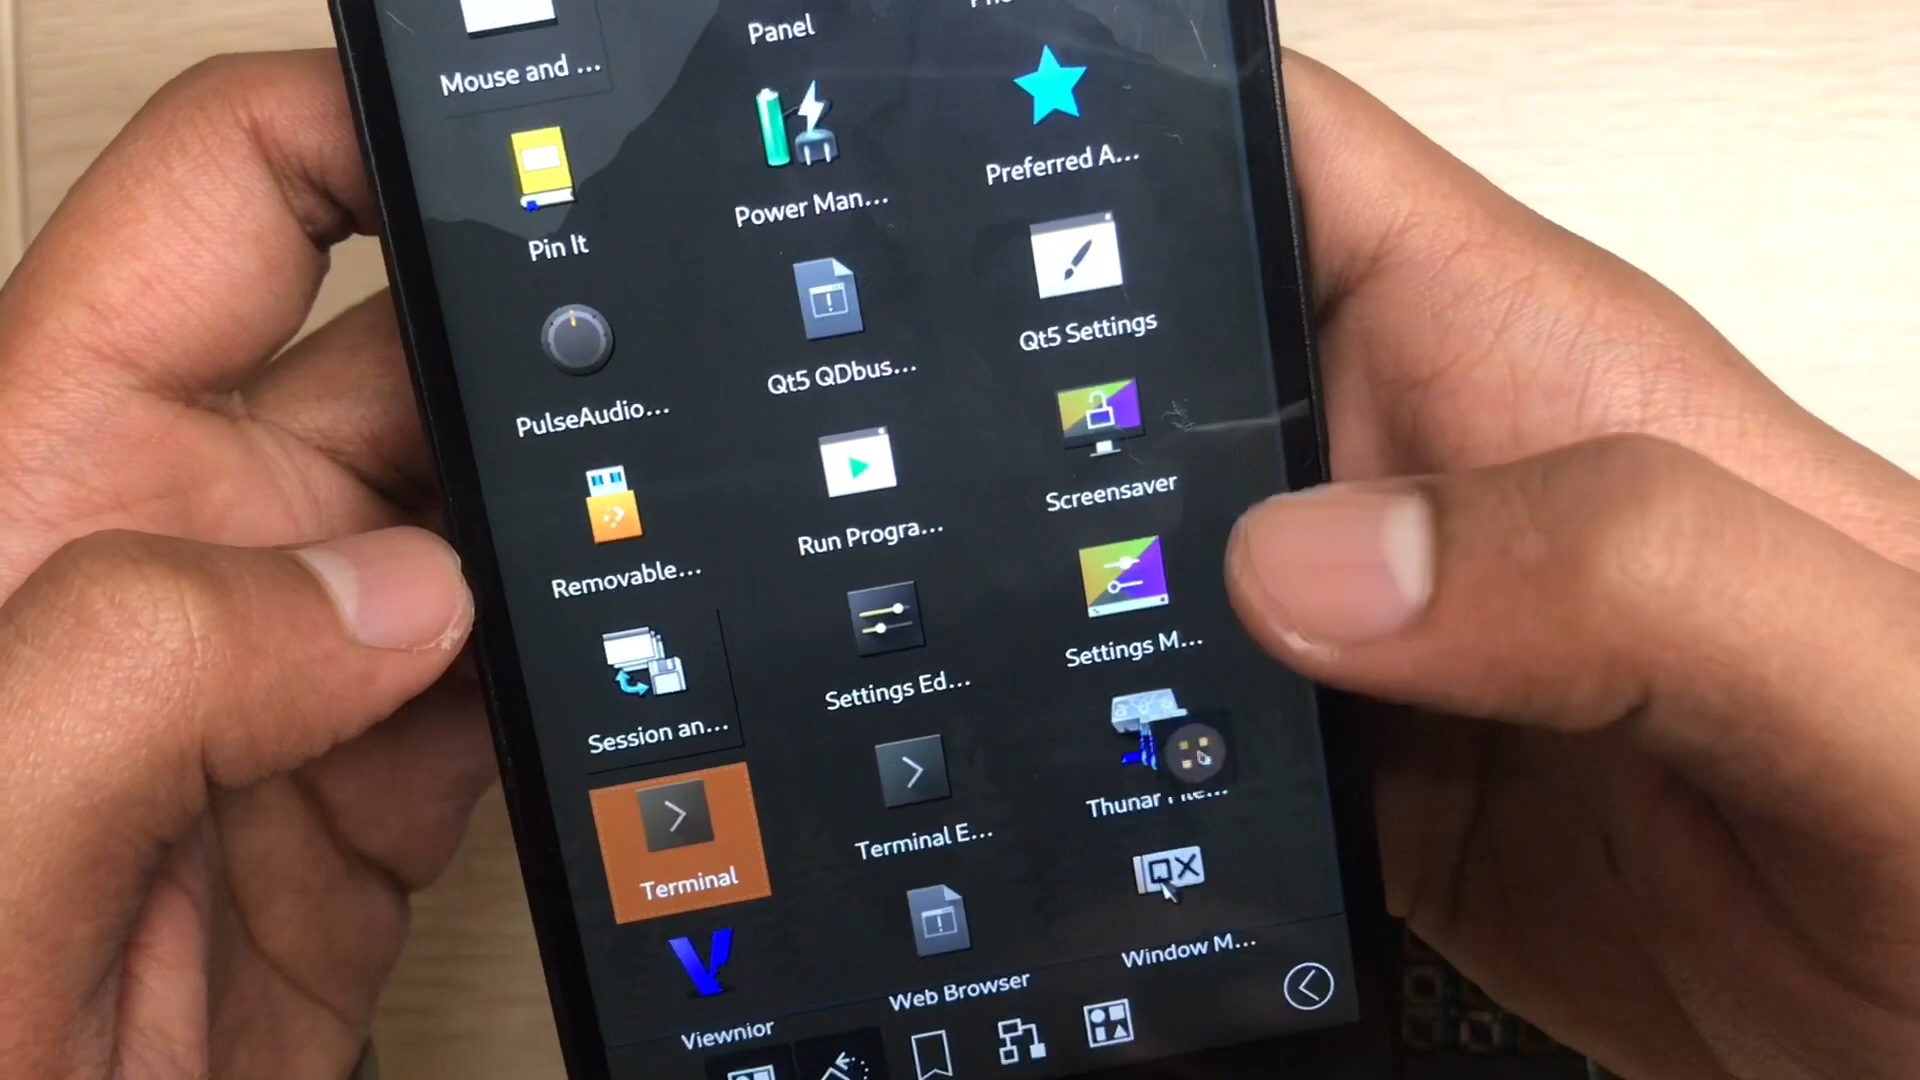 Panel
Mouse and ...
Preferred A...
Power Man...
Pin It
Qt5 Settings
Qt5 QDbus...
PulseAudio...
Screensaver
Run Progra...
Removable...
Settings M...
Settings Ed...
Session an...
Thunar
Terminal E...
Terminal
Window M...
Web Browser
Viewnior